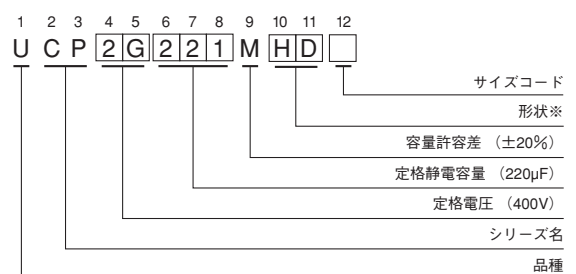 1 2 3 4 5 6 7 8 9 10 11 12
U C P 2 G 2 2 1 M H D
サイズコード
形状※
容量許容差 （±20％）
定格静電容量 （220µF）
定格電圧 （400V）
シリーズ名
品種